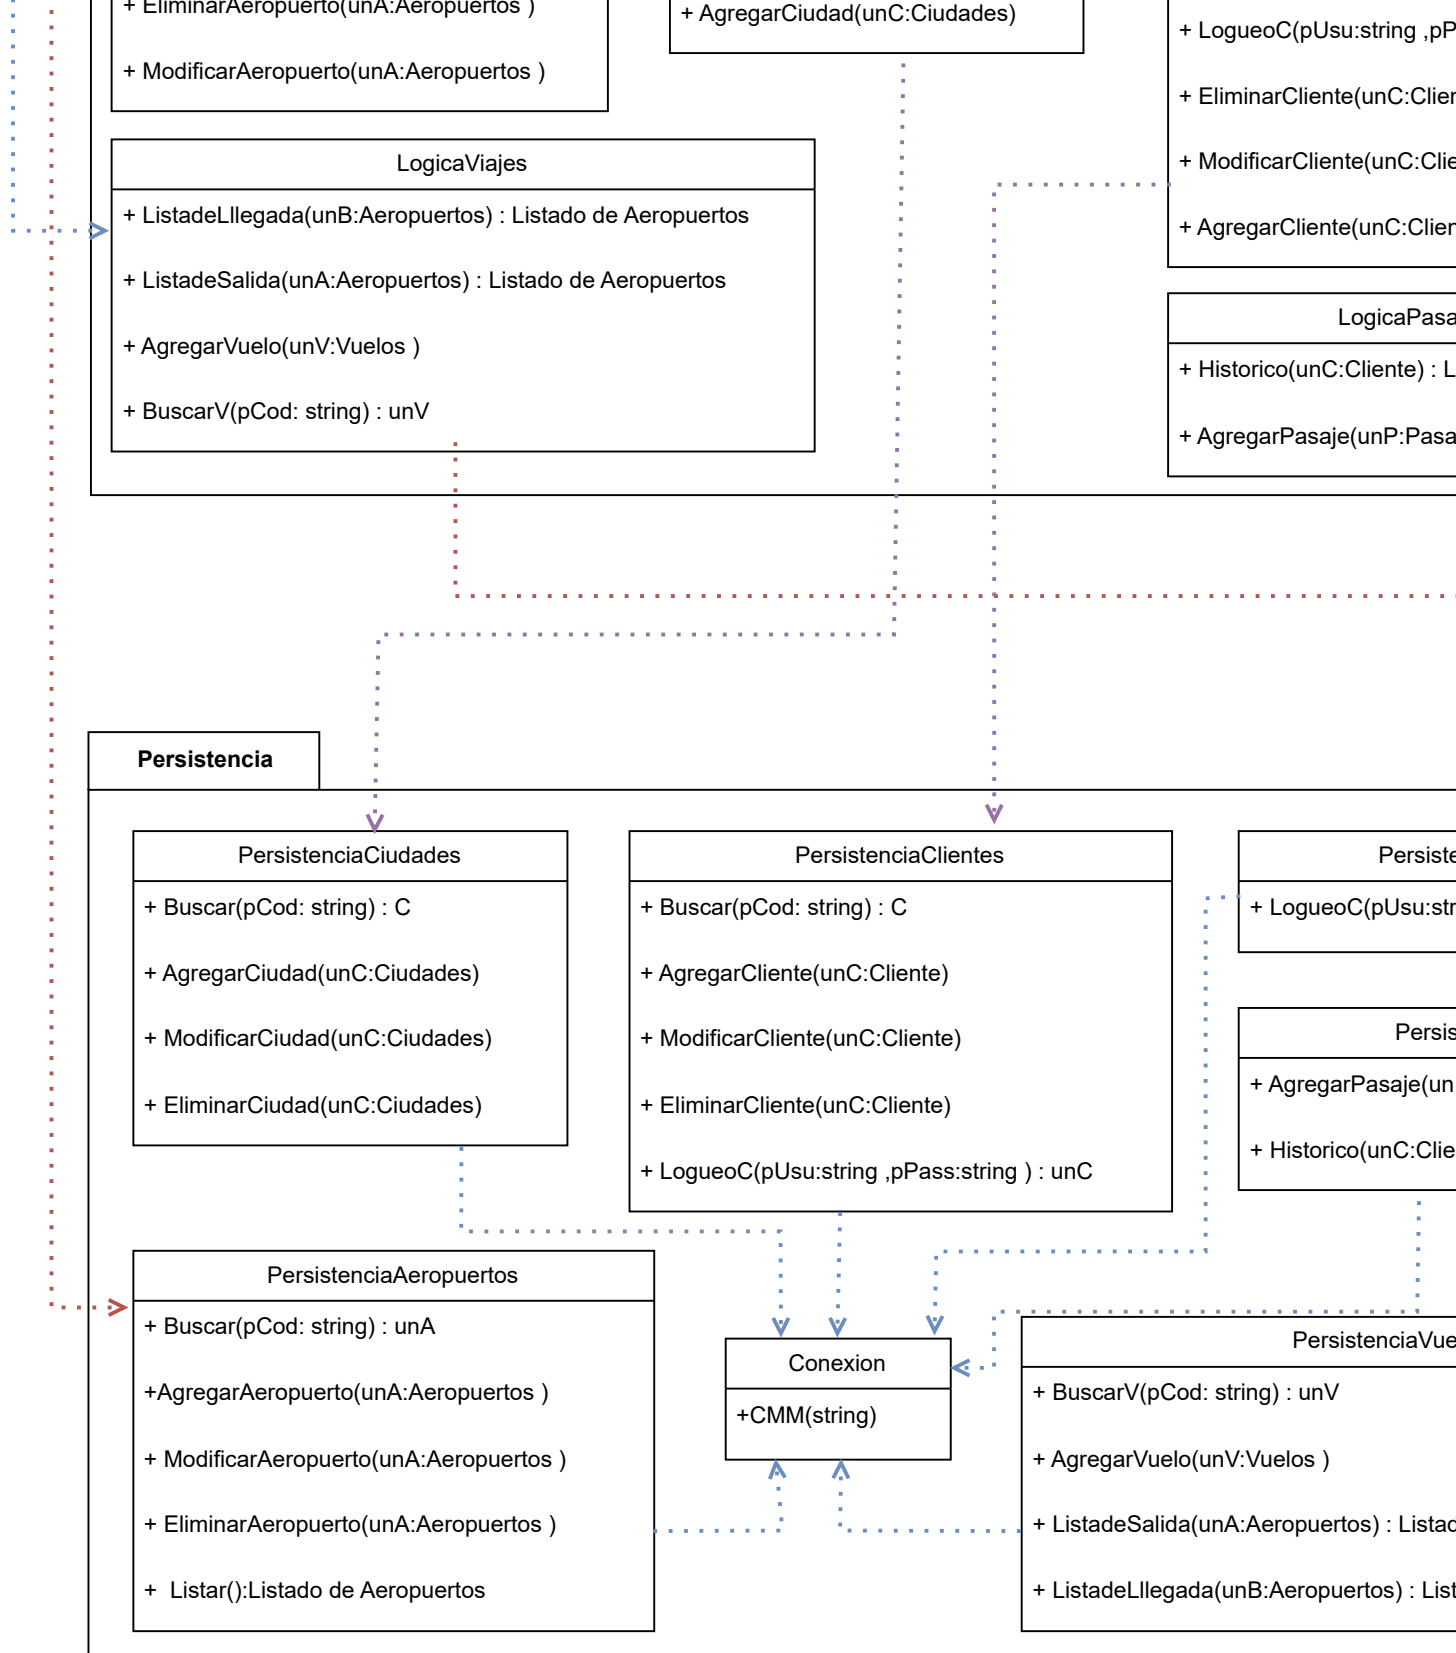 + EliminarAeropuerto(unA:Aeropuertos )
+ ModificarAeropuerto(unA:Aeropuertos )
+ AgregarCiudad(unC:Ciudades)
+ LogueoC(pUsu:string ,pP
+ EliminarCliente(unC:Clien
+ ModificarCliente(unC:Clie
+ AgregarCliente(unC:Clien
LogicaViajes
+ ListadeLllegada(unB:Aeropuertos) : Listado de Aeropuertos
+ ListadeSalida(unA:Aeropuertos) : Listado de Aeropuertos
+ AgregarVuelo(unV:Vuelos )
+ BuscarV(pCod: string) : unV
LogicaPasa
+ Historico(unC:Cliente) : L
+ AgregarPasaje(unP:Pasa
Persistencia
PersistenciaCiudades
+ Buscar(pCod: string) : C
+ AgregarCiudad(unC:Ciudades)
+ ModificarCiudad(unC:Ciudades)
+ EliminarCiudad(unC:Ciudades)
PersistenciaClientes
+ Buscar(pCod: string) : C
+ AgregarCliente(unC:Cliente)
+ ModificarCliente(unC:Cliente)
+ EliminarCliente(unC:Cliente)
+ LogueoC(pUsu:string ,pPass:string ) : unC
Persiste
+ LogueoC(pUsu:str
Persis
+ AgregarPasaje(un
+ Historico(unC:Clie
PersistenciaAeropuertos
+ Buscar(pCod: string) : unA
+AgregarAeropuerto(unA:Aeropuertos )
+ ModificarAeropuerto(unA:Aeropuertos )
+ EliminarAeropuerto(unA:Aeropuertos )
+ Listar():Listado de Aeropuertos
Conexion
+CMM(string)
PersistenciaVue
+ BuscarV(pCod: string) : unV
+ AgregarVuelo(unV:Vuelos )
+ ListadeSalida(unA:Aeropuertos) : Listad
+ ListadeLllegada(unB:Aeropuertos) : List